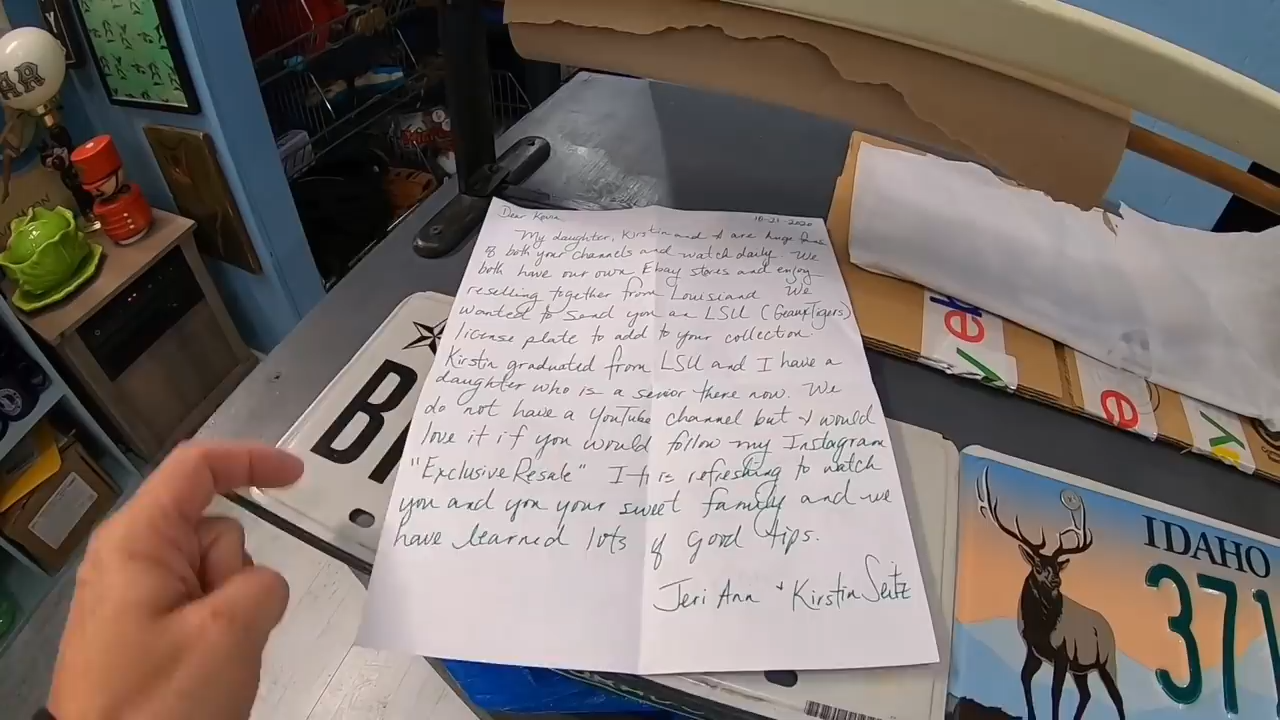 Dear Kevin 10-21-2020
My daughter, Kirstin and I are huge fans
of both your channels and watch daily. We
both have our own Ebay stores and enjoy
reselling together from Louisiana. We
wanted to send you an LSU (GeauxTigers)
license plate to add to your collection
Kirstin graduated from LSU and I have a
daughter who is a senior there now. We
do not have a YouTube channel but I would
love it if you would follow my Instagram
"ExclusiveResale" It is refreshing to watch
you and you your sweet family and we
have learned lots of good tips.
Jeri Ann + Kirstin Seitz
IDAHO
371
AR